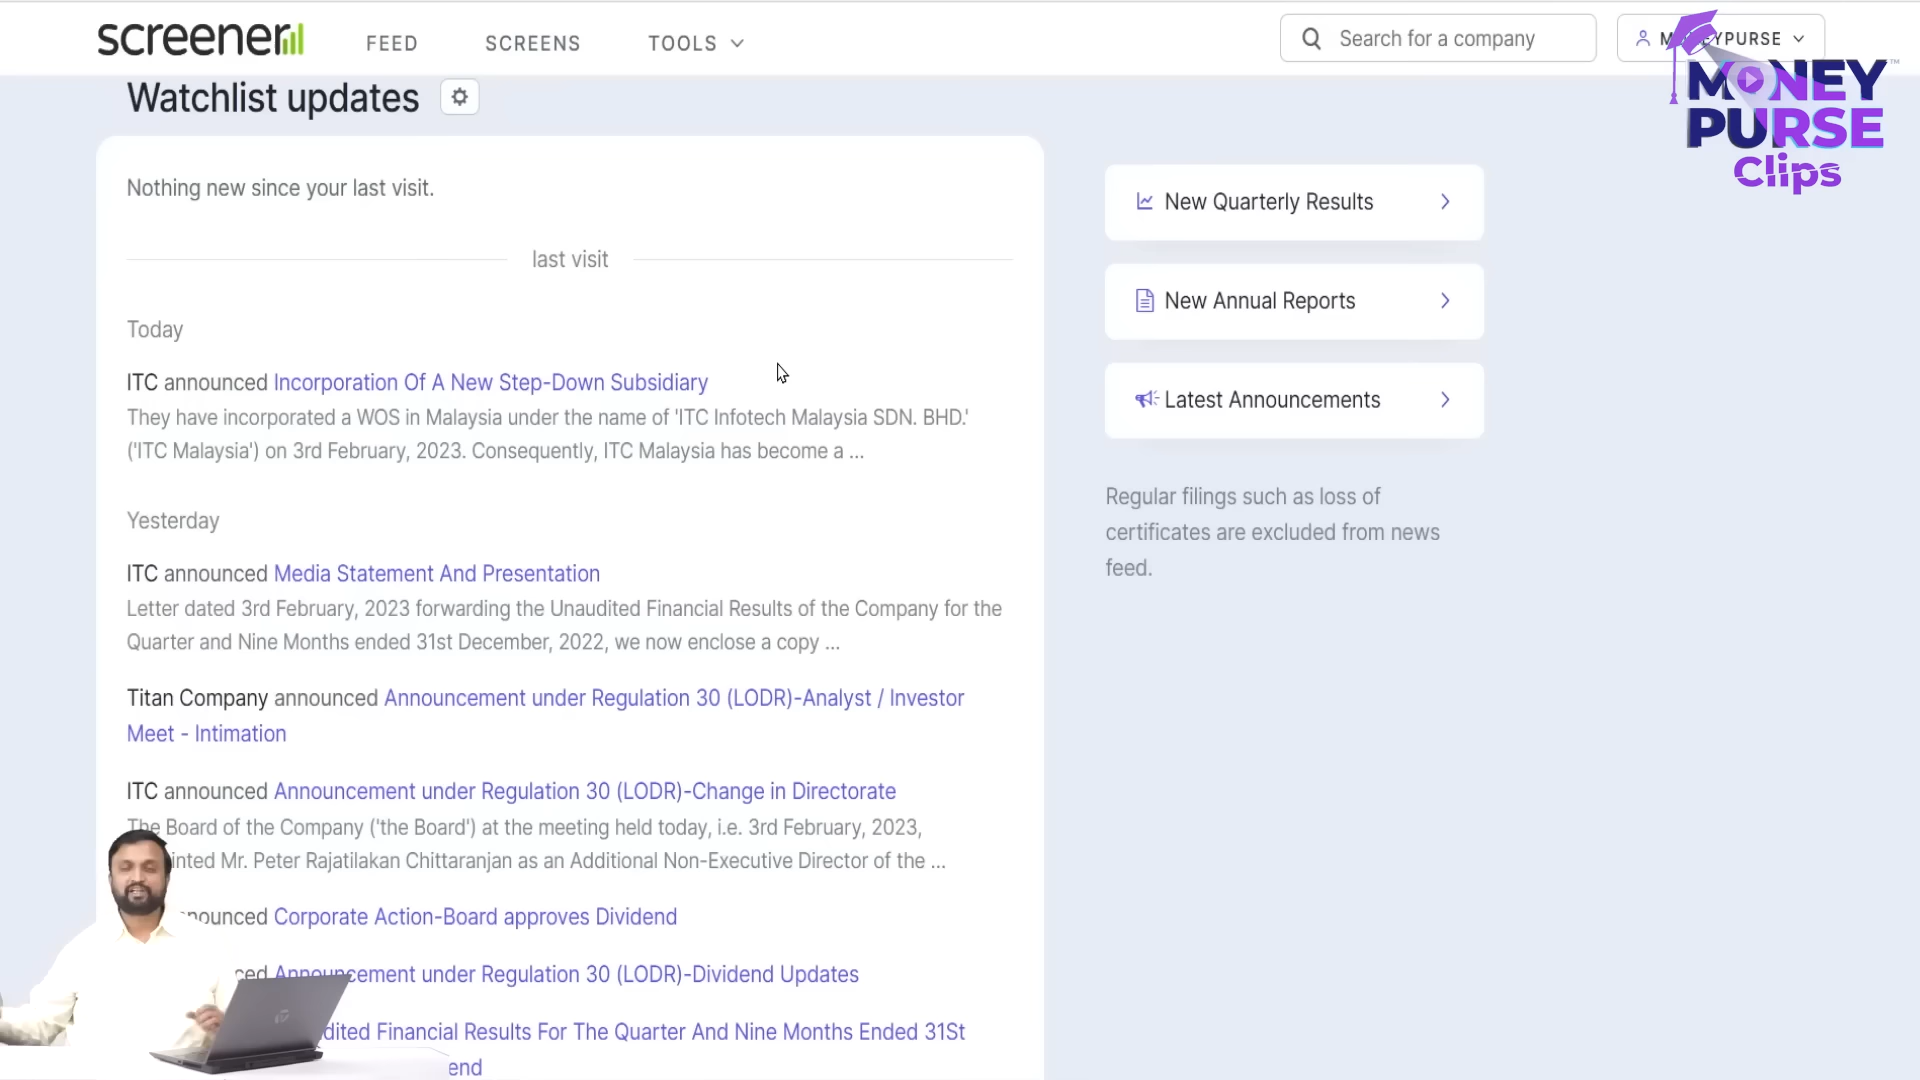 screener
FEED
SCREENS
TOOLS
Search for a company
MONEYPURSE
MONEY
PURSE
Clips
TM
Watchlist updates
Nothing new since your last visit.
last visit
Today
ITC announced Incorporation Of A New Step-Down Subsidiary
They have incorporated a WOS in Malaysia under the name of 'ITC Infotech Malaysia SDN. BHD.'
('ITC Malaysia') on 3rd February, 2023. Consequently, ITC Malaysia has become a ...
Yesterday
ITC announced Media Statement And Presentation
Letter dated 3rd February, 2023 forwarding the Unaudited Financial Results of the Company for the
Quarter and Nine Months ended 31st December, 2022, we now enclose a copy ...
Titan Company announced Announcement under Regulation 30 (LODR)-Analyst / Investor
Meet - Intimation
ITC announced Announcement under Regulation 30 (LODR)-Change in Directorate
The Board of the Company ('the Board') at the meeting held today, i.e. 3rd February, 2023,
Mr. Peter Rajatilakan Chittaranjan as an Additional Non-Executive Director of the ...
Corporate Action-Board approves Dividend
Announcement under Regulation 30 (LODR)-Dividend Updates
Financial Results For The Quarter And Nine Months Ended 31St
New Quarterly Results
New Annual Reports
Latest Announcements
Regular filings such as loss of
certificates are excluded from news
feed.